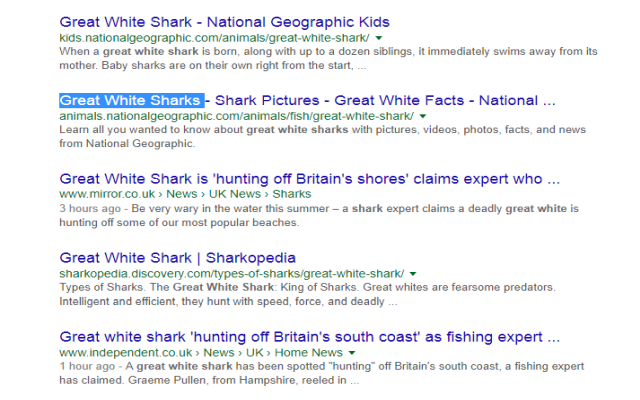 Great White Shark - National Geographic Kids
kids.nationalgeographic.com/animals/great-white-shark/
When a great white shark is born, along with up to a dozen siblings, it immediately swims away from its
mother. Baby sharks are on their own right from the start, ...
Great White Sharks - Shark Pictures - Great White Facts - National ...
animals.nationalgeographic.com/animals/fish/great-white-shark/
Learn all you wanted to know about great white sharks with pictures, videos, photos, facts, and news
from National Geographic.
Great White Shark is 'hunting off Britain's shores' claims expert who ...
www.mirror.co.uk › News › UK News › Sharks
3 hours ago - Be very wary in the water this summer – a shark expert claims a deadly great white is
hunting off some of our most popular beaches.
Great White Shark | Sharkopedia
sharkopedia.discovery.com/types-of-sharks/great-white-shark/
Types of Sharks. The Great White Shark: King of Sharks. Great whites are fearsome predators.
Intelligent and efficient, they hunt with speed, force, and deadly ...
Great white shark 'hunting off Britain's south coast' as fishing expert ...
www.independent.co.uk › News › UK › Home News
1 hour ago - A great white shark has been spotted "hunting" off Britain's south coast, a fishing expert
has claimed. Graeme Pullen, from Hampshire, reeled in ...